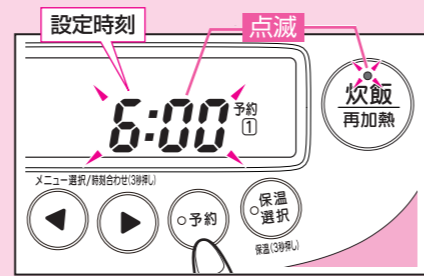 設定時刻
点滅
6:00
予約
1
炊飯
再加熱
メニュー選択/時刻合わせ(3秒押し)
予約
保温
選択
保温(3秒押し)